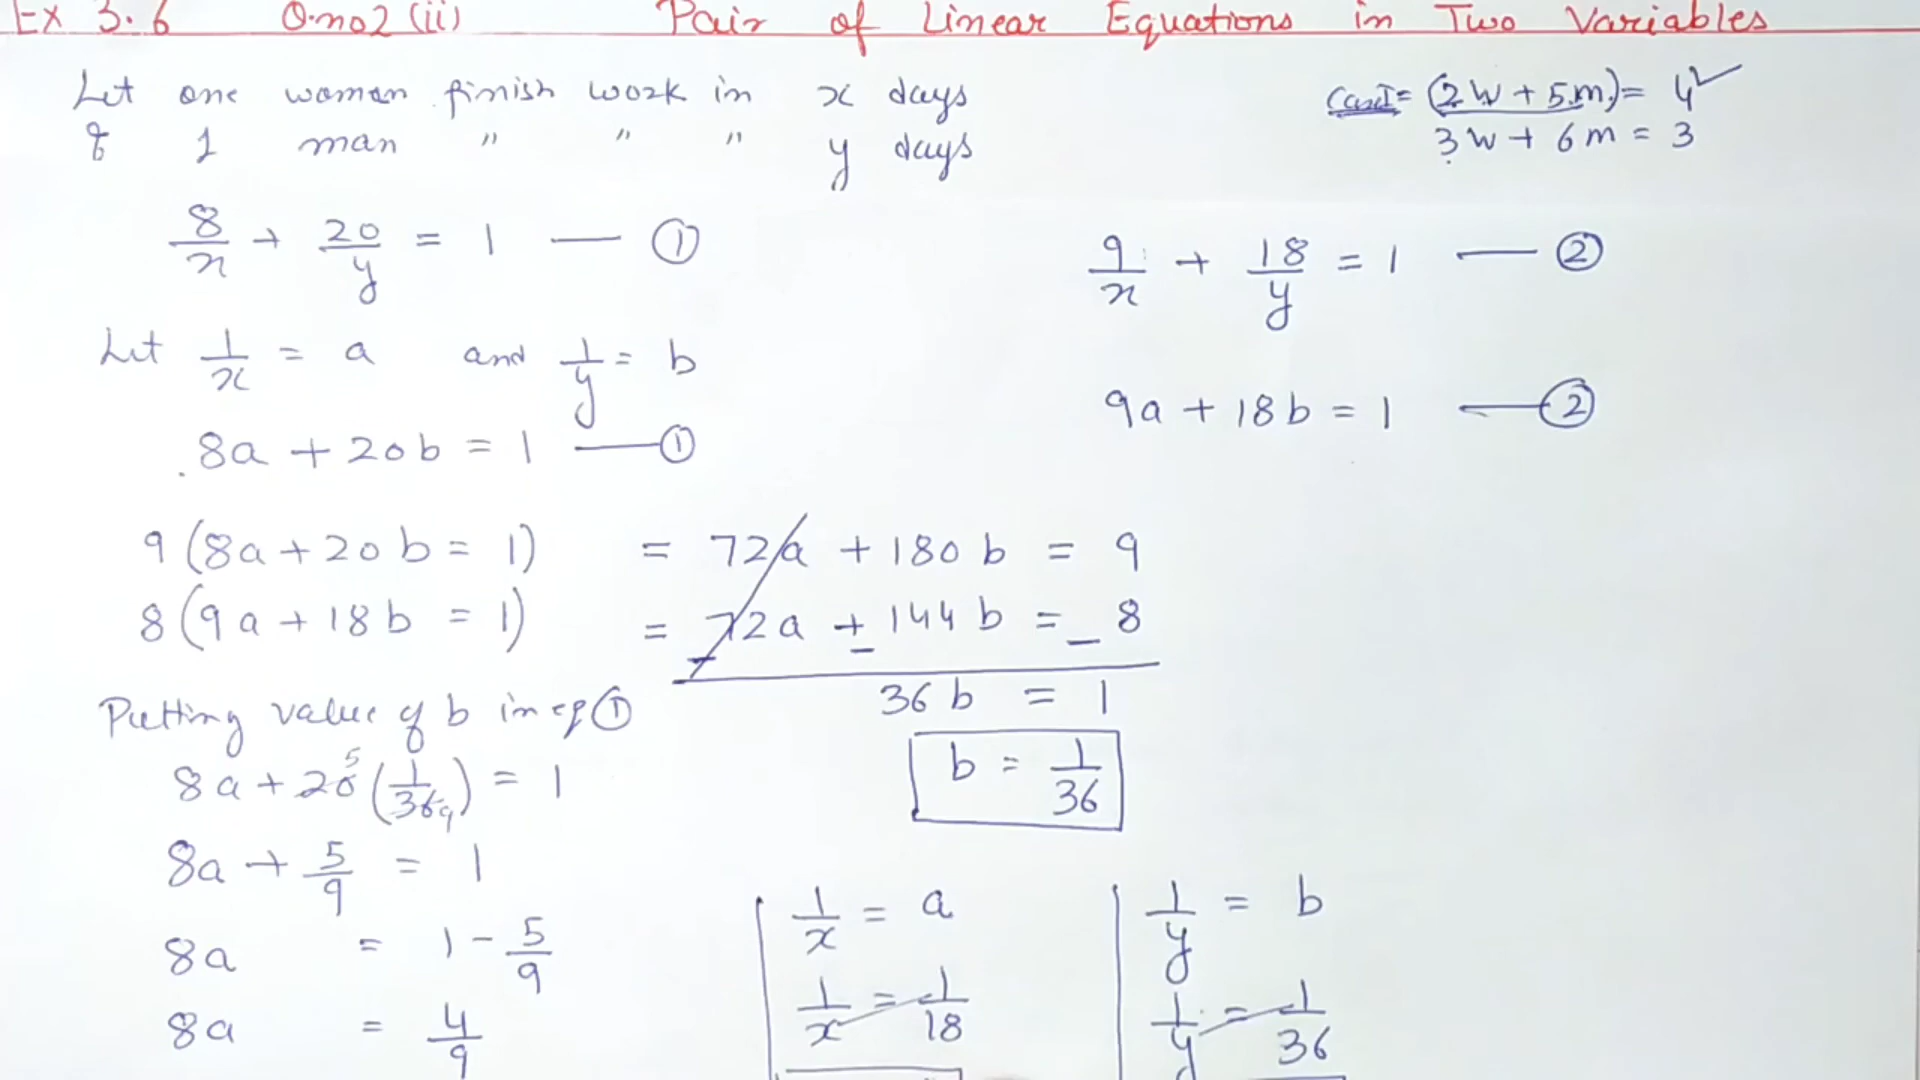 Ex 3.6 Q.no2 (ii) Pair of Linear Equations in Two Variables
Let one woman finish work in x days
& 1 man " " " y days
Case I = (2w + 5m) = 4 ✓
3w + 6m = 3
8/x + 20/y = 1 — ①
9/x + 18/y = 1 — ②
Let 1/x = a and 1/y = b
8a + 20b = 1 — ①
9a + 18b = 1 — ②
9(8a + 20b = 1) = 72a + 180b = 9
8(9a + 18b = 1) = 72a + 144b = 8
− − −
36b = 1
b = 1/36
Putting value of b in eq ①
8a + 20 5 (1/36 9) = 1
8a + 5/9 = 1
8a = 1 - 5/9
8a = 4/9
1/x = a
1/x = 1/18
1/y = b
1/y = 1/36